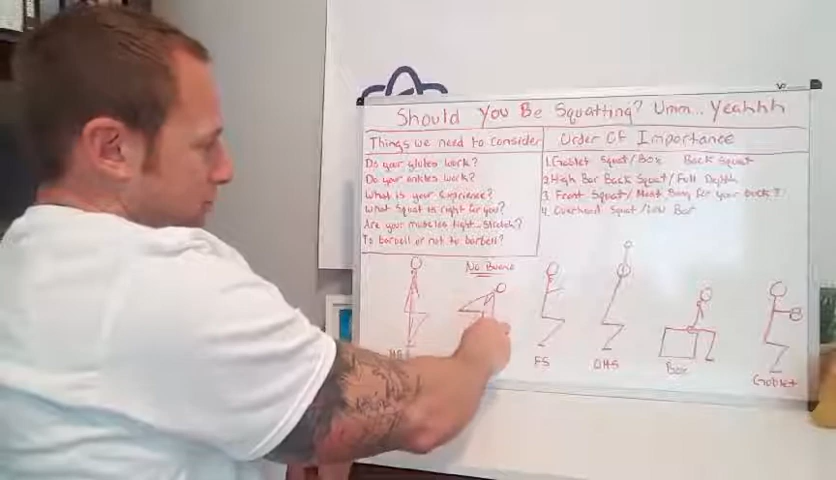 Should You Be Squatting? Umm... Yeahhh
Things we need to Consider
Do your glutes work?
Do your ankles work?
What is your Exprience?
What Squat is right for you?
Are your muscles tight... Stretch?
To barbell or not to barbell?
Order Of Importance
1. Goblet Squat/Box Back Squat
2. High Bar Back Squat/Full Depth
3. Front Squat/Most Bang for your buck?!
4. Overhead Squat/Low Bar
No Bueno
FS
OHS
Box
Goblet